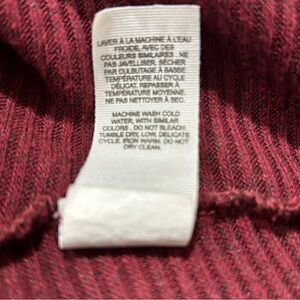 LAVER À LA MACHINE À L'EAU
FROIDE, AVEC DES
COULEURS SIMILAIRES . NE
PAS JAVELLISER. SÉCHER
PAR CULBUTAGE À BASSE
TEMPÉRATURE AU CYCLE
DÉLICAT. REPASSER À
TEMPÉRATURE MOYENNE.
NE PAS NETTOYER À SEC.
MACHINE WASH COLD
WATER, WITH SIMILAR
COLORS . DO NOT BLEACH.
TUMBLE DRY, LOW, DELICATE
CYCLE. IRON WARM. DO NOT
DRY CLEAN.